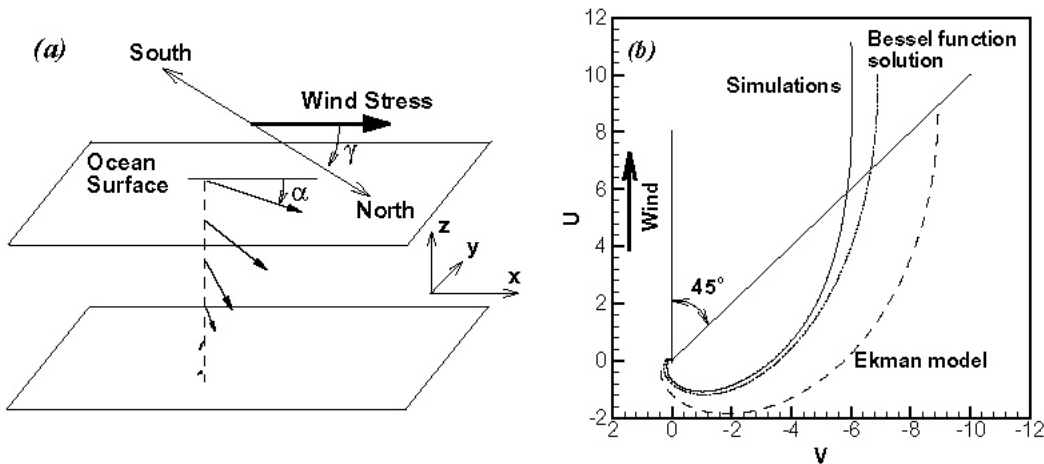 (a)
South
Wind Stress
γ
Ocean
Surface
α
North
z
y
x
(b)
Bessel function
solution
Simulations
Wind
45°
Ekman model
U
12
10
8
6
4
2
0
-2
2 0 -2 -4 -6 -8 -10 -12
V